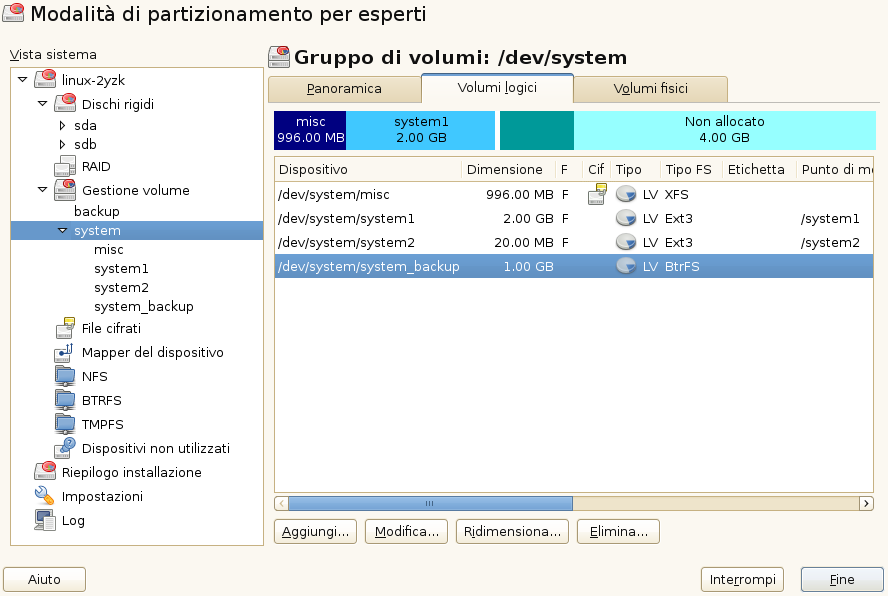 Modalità di partizionamento per esperti
Vista sistema
linux-2yzk
Dischi rigidi
sda
sdb
RAID
Gestione volume
backup
system
misc
system1
system2
system_backup
File cifrati
Mapper del dispositivo
NFS
BTRFS
TMPFS
Dispositivi non utilizzati
Riepilogo installazione
Impostazioni
Log
Gruppo di volumi: /dev/system
Panoramica Volumi logici Volumi fisici
misc system1 Non allocato
996.00 MB 2.00 GB 4.00 GB
Dispositivo Dimensione F Cif Tipo Tipo FS Etichetta Punto di mo
/dev/system/misc 996.00 MB F LV XFS
/dev/system/system1 2.00 GB F LV Ext3 /system1
/dev/system/system2 20.00 MB F LV Ext3 /system2
/dev/system/system_backup 1.00 GB LV BtrFS
Aggiungi... Modifica... Ridimensiona... Elimina...
Aiuto Interrompi Fine